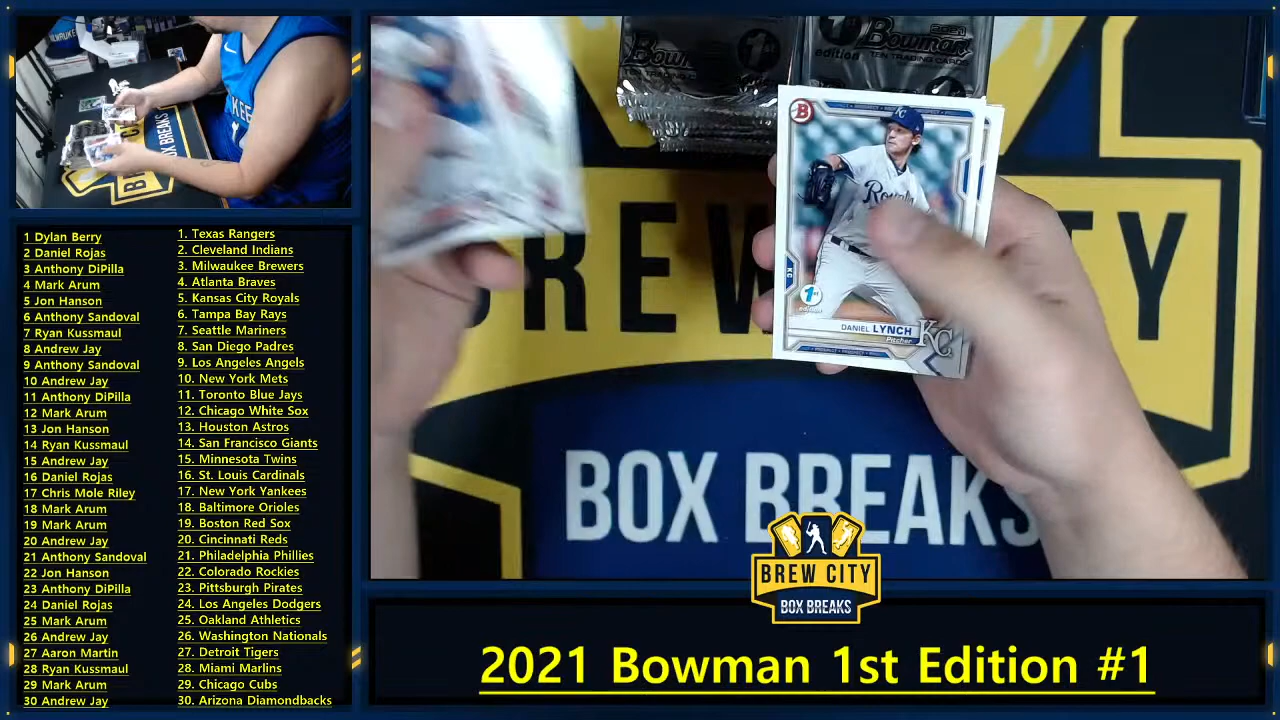 1 Dylan Berry
2 Daniel Rojas
3 Anthony DiPilla
4 Mark Arum
5 Jon Hanson
6 Anthony Sandoval
7 Ryan Kussmaul
8 Andrew Jay
9 Anthony Sandoval
10 Andrew Jay
11 Anthony DiPilla
12 Mark Arum
13 Jon Hanson
14 Ryan Kussmaul
15 Andrew Jay
16 Daniel Rojas
17 Chris Mole Riley
18 Mark Arum
19 Mark Arum
20 Andrew Jay
21 Anthony Sandoval
22 Jon Hanson
23 Anthony DiPilla
24 Daniel Rojas
25 Mark Arum
26 Andrew Jay
27 Aaron Martin
28 Ryan Kussmaul
29 Mark Arum
30 Andrew Jay
1. Texas Rangers
2. Cleveland Indians
3. Milwaukee Brewers
4. Atlanta Braves
5. Kansas City Royals
6. Tampa Bay Rays
7. Seattle Mariners
8. San Diego Padres
9. Los Angeles Angels
10. New York Mets
11. Toronto Blue Jays
12. Chicago White Sox
13. Houston Astros
14. San Francisco Giants
15. Minnesota Twins
16. St. Louis Cardinals
17. New York Yankees
18. Baltimore Orioles
19. Boston Red Sox
20. Cincinnati Reds
21. Philadelphia Phillies
22. Colorado Rockies
23. Pittsburgh Pirates
24. Los Angeles Dodgers
25. Oakland Athletics
26. Washington Nationals
27. Detroit Tigers
28. Miami Marlins
29. Chicago Cubs
30. Arizona Diamondbacks
Bowman 1st
1st edition Bowman 2021
TEN TRADING CARDS
B
KC
1st edition
DANIEL LYNCH
Pitcher
KC
BOX BREAKS
BREW CITY
BOX BREAKS
2021 Bowman 1st Edition #1